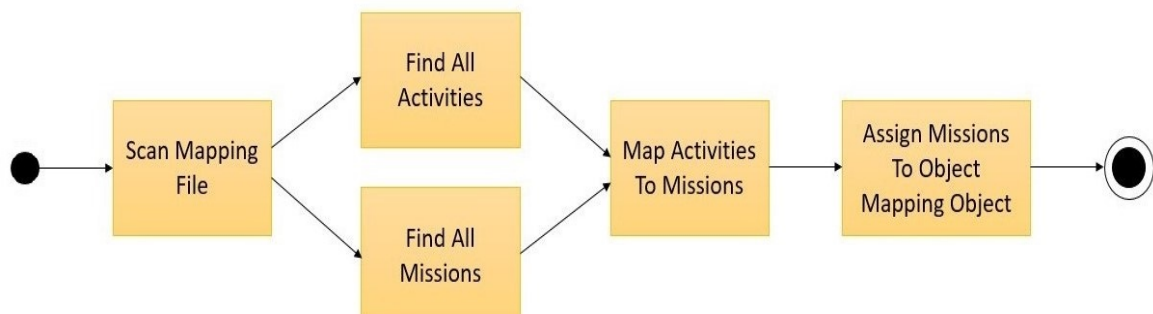 Scan Mapping
File
Find All
Activities
Find All
Missions
Map Activities
To Missions
Assign Missions
To Object
Mapping Object